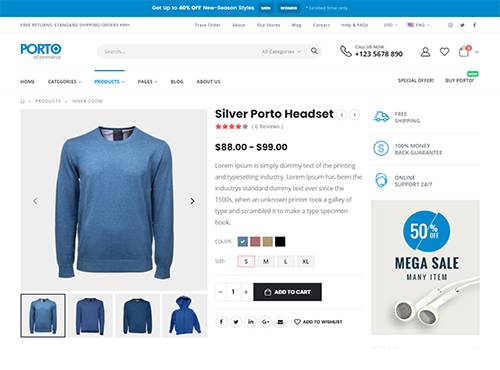 Get Up to 40% OFF New-Season Styles WOMEN * Limited time only.
FREE RETURNS. STANDARD SHIPPING ORDERS $99+
Track Order About Our Stores Blog Contact Help & FAQs USD ENG
PORTO
eCommerce
Search... All Categories
CALL US NOW
+123 5678 890
HOME CATEGORIES PRODUCTS PAGES BLOG ABOUT US SPECIAL OFFER! BUY PORTO!
PRODUCTS > INNER ZOOM
Silver Porto Headset
( 6 Reviews )
$88.00 – $99.00
Lorem Ipsum is simply dummy text of the printing
and typesetting industry. Lorem Ipsum has been the
industrys standard dummy text ever since the
1500s, when an unknown printer took a galley of
type and scrambled it to make a type specimen
book.
COLOR:
SIZE: S M L XL
- 1 + ADD TO CART
ADD TO WISHLIST
FREE
SHIPPING
100% MONEY
BACK GUARANTEE
ONLINE
SUPPORT 24/7
50% OFF
MEGA SALE
MANY ITEM